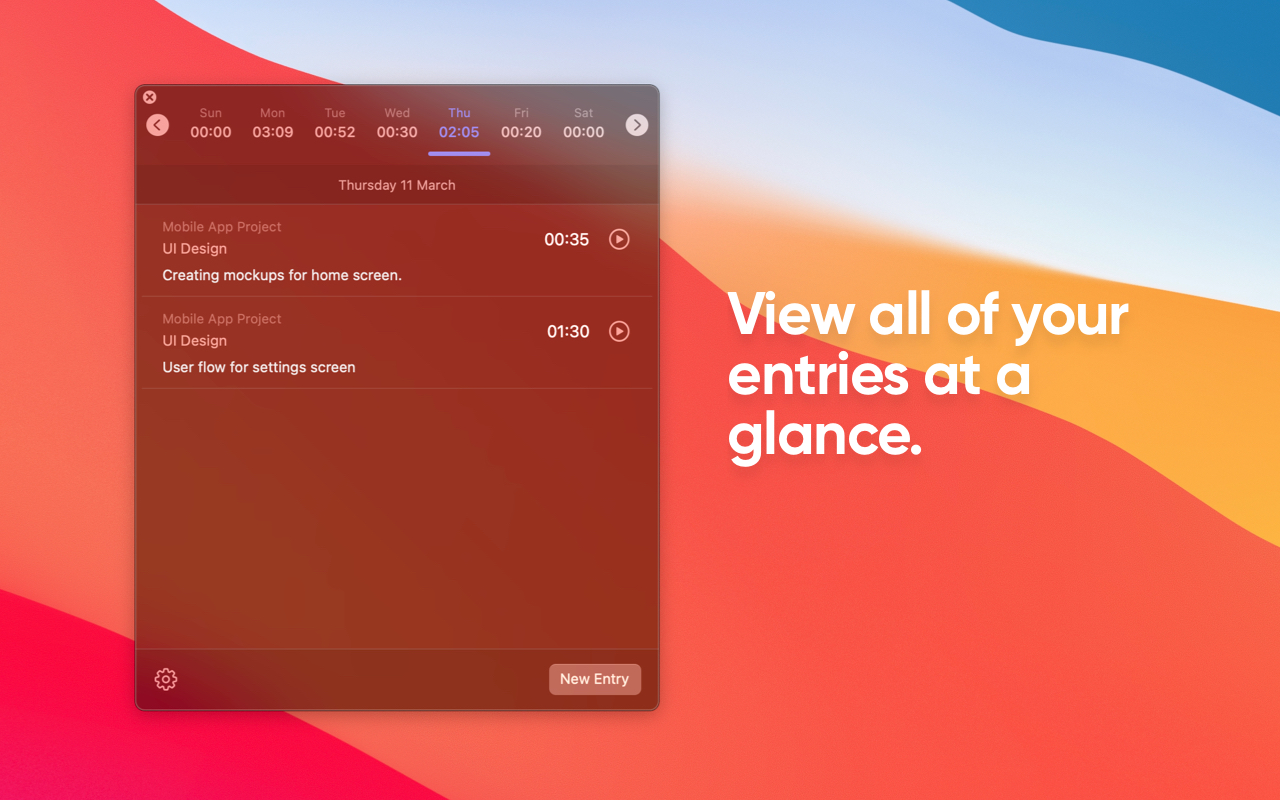 Sun Mon Tue Wed Thu Fri Sat
00:00 03:09 00:52 00:30 02:05 00:20 00:00
Thursday 11 March
Mobile App Project
UI Design
00:35
Creating mockups for home screen.
Mobile App Project
UI Design
01:30
User flow for settings screen
New Entry
View all of your
entries at a
glance.